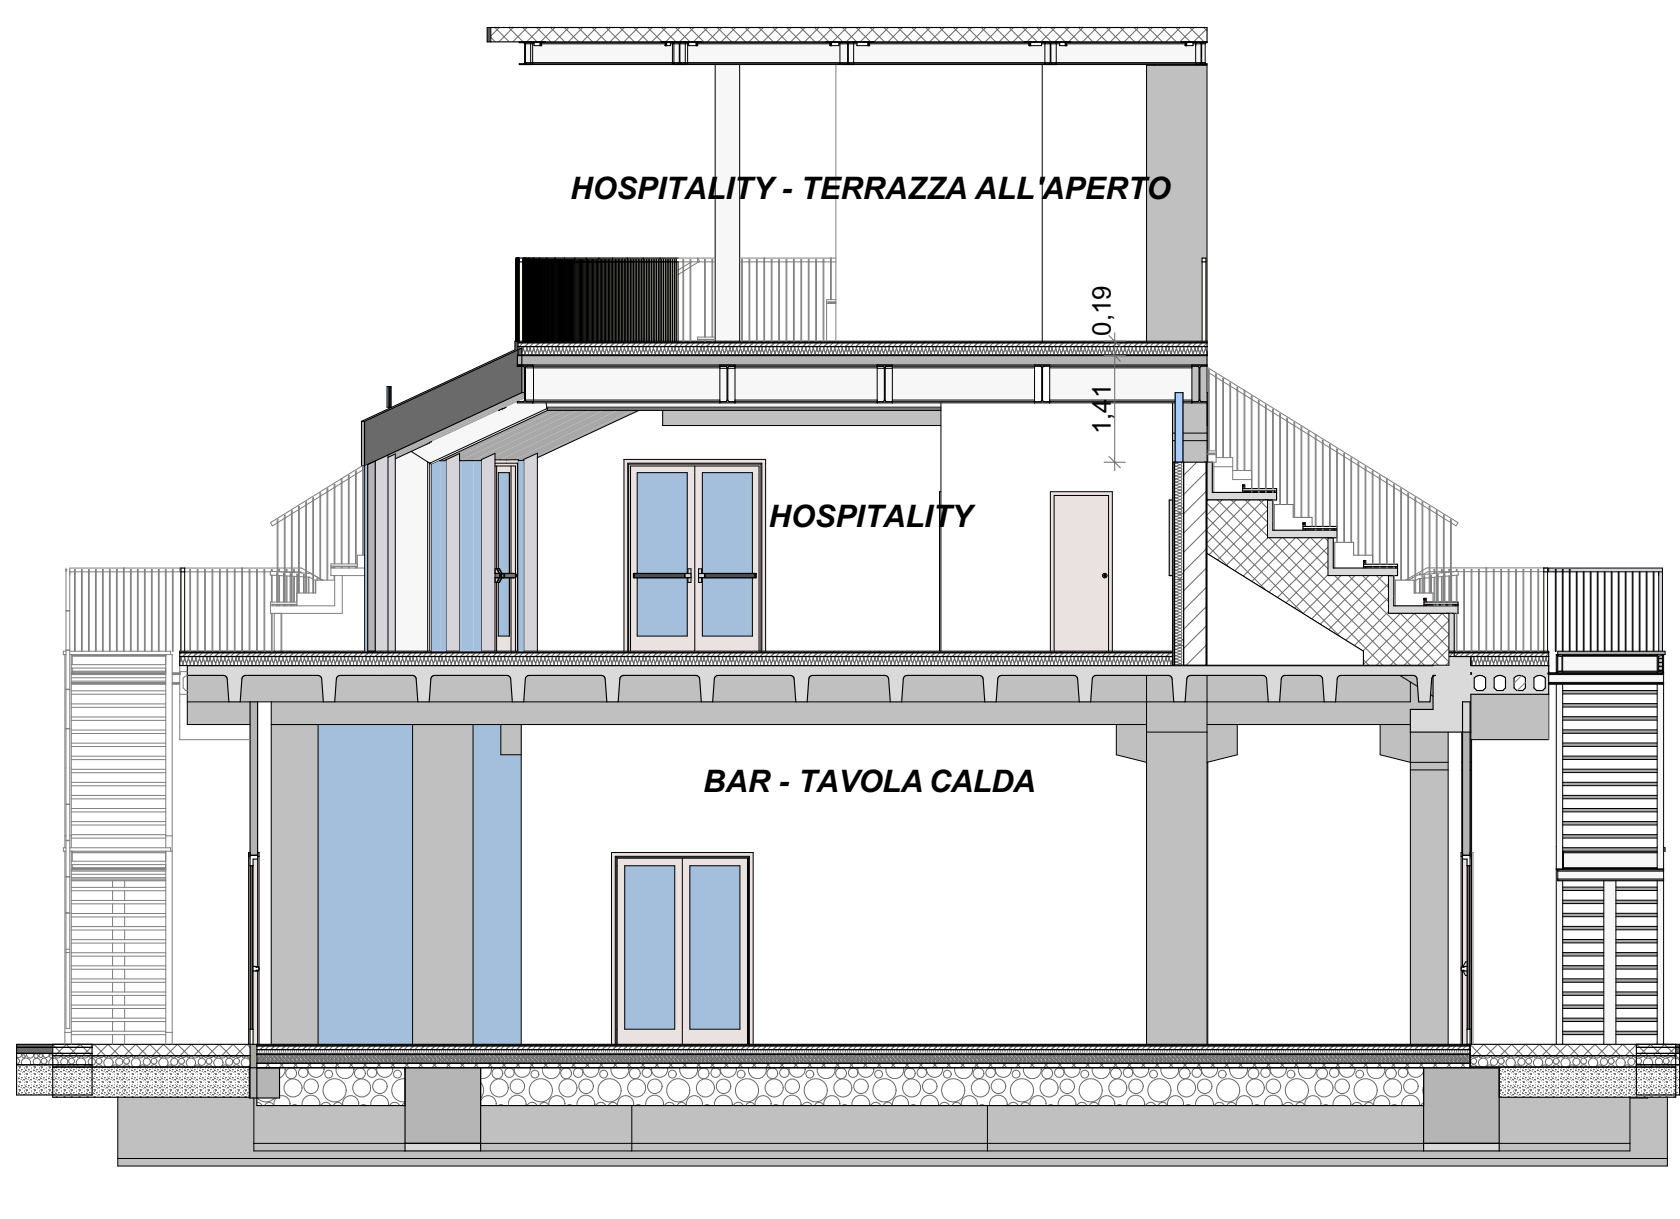 HOSPITALITY - TERRAZZA ALL'APERTO
0,19
1,41
HOSPITALITY
BAR - TAVOLA CALDA